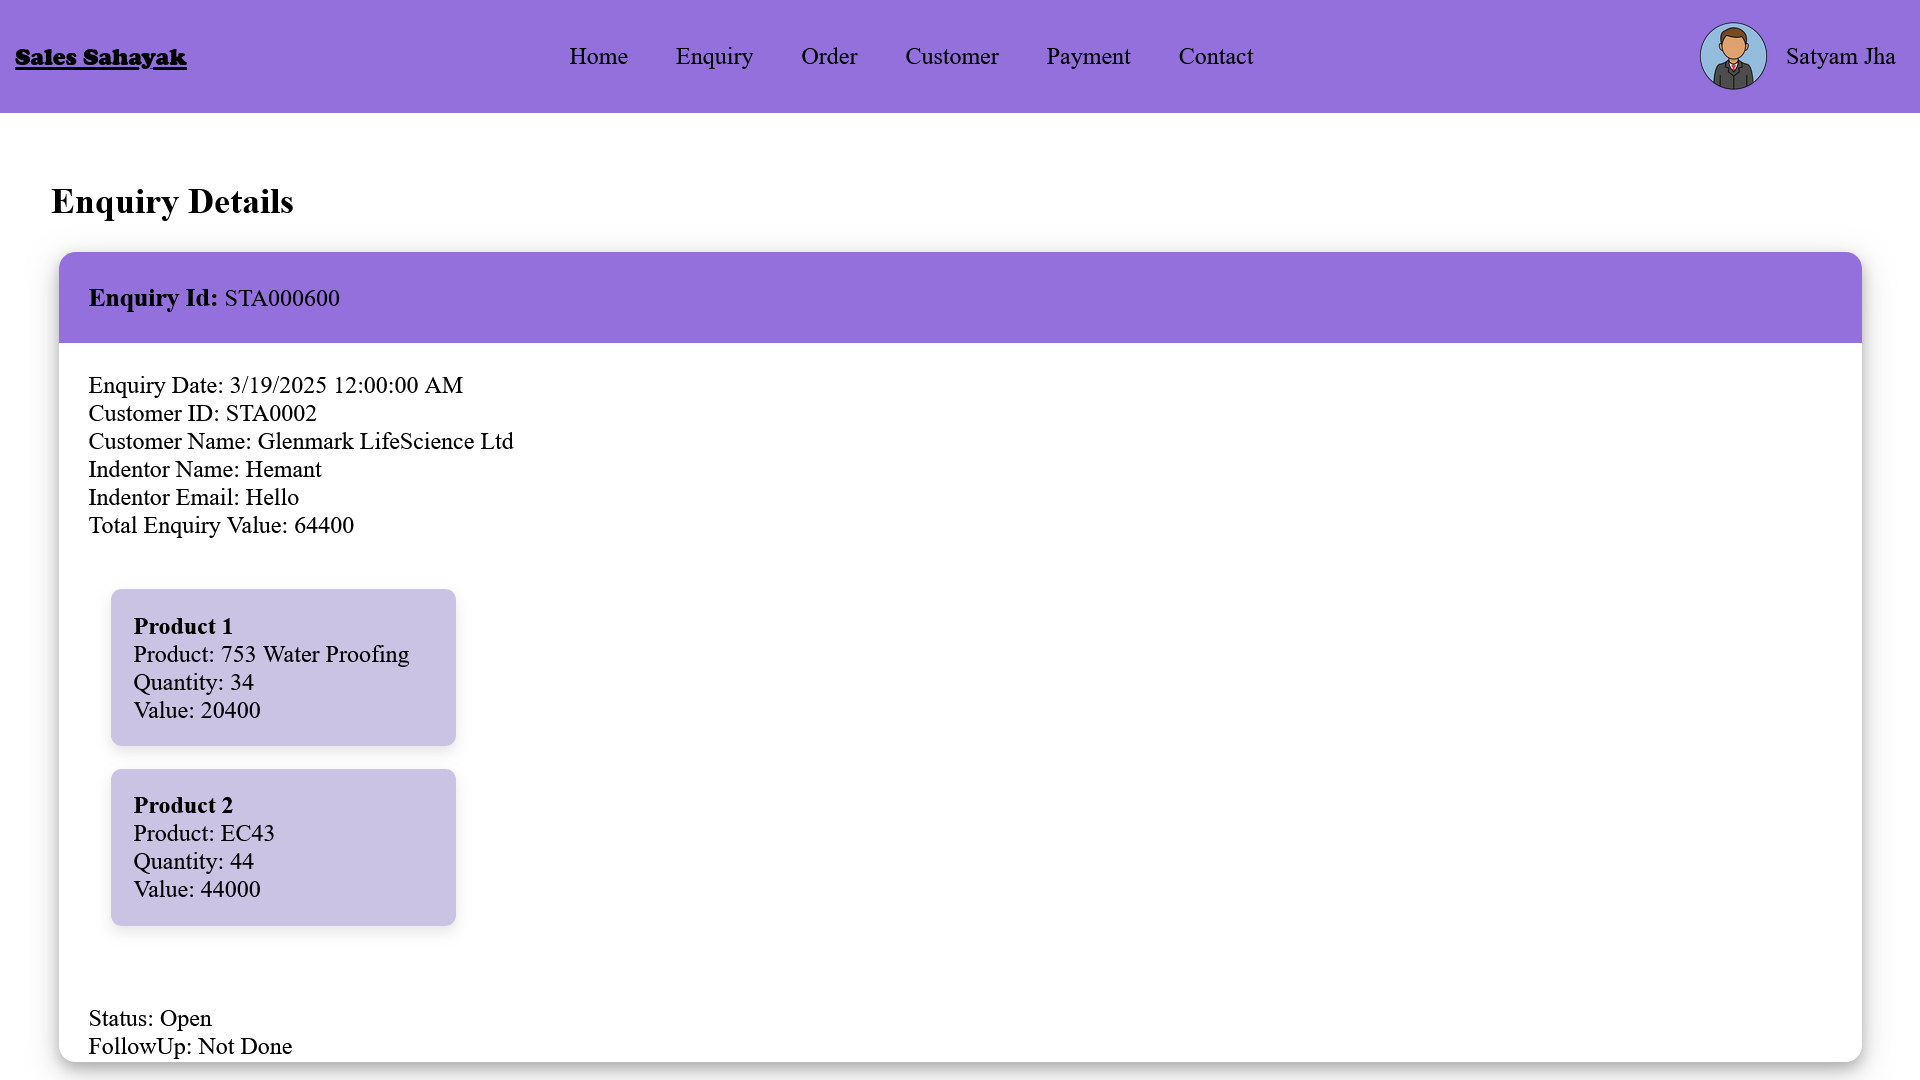 Sales Sahayak
Home Enquiry Order Customer Payment Contact
Satyam Jha
Enquiry Details
Enquiry Id: STA000600
Enquiry Date: 3/19/2025 12:00:00 AM
Customer ID: STA0002
Customer Name: Glenmark LifeScience Ltd
Indentor Name: Hemant
Indentor Email: Hello
Total Enquiry Value: 64400
Product 1
Product: 753 Water Proofing
Quantity: 34
Value: 20400
Product 2
Product: EC43
Quantity: 44
Value: 44000
Status: Open
FollowUp: Not Done